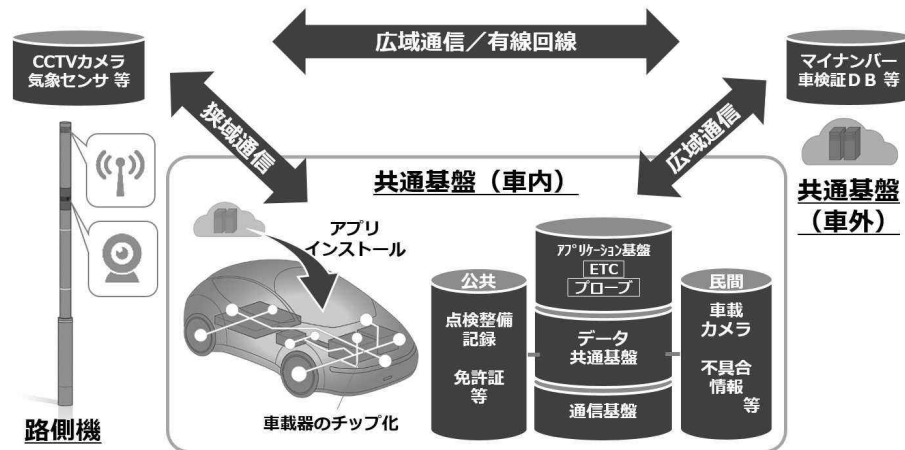 広域通信／有線回線
CCTVカメラ
気象センサ 等
マイナンバー
車検証ＤＢ 等
狭域通信
広域通信
共通基盤（車内）
共通基盤
（車外）
アプリ
インストール
アプリケーション基盤
ETC
プローブ
公共
点検整備
記録
免許証
等
データ
共通基盤
通信基盤
民間
車載
カメラ
不具合
情報
等
車載器のチップ化
路側機